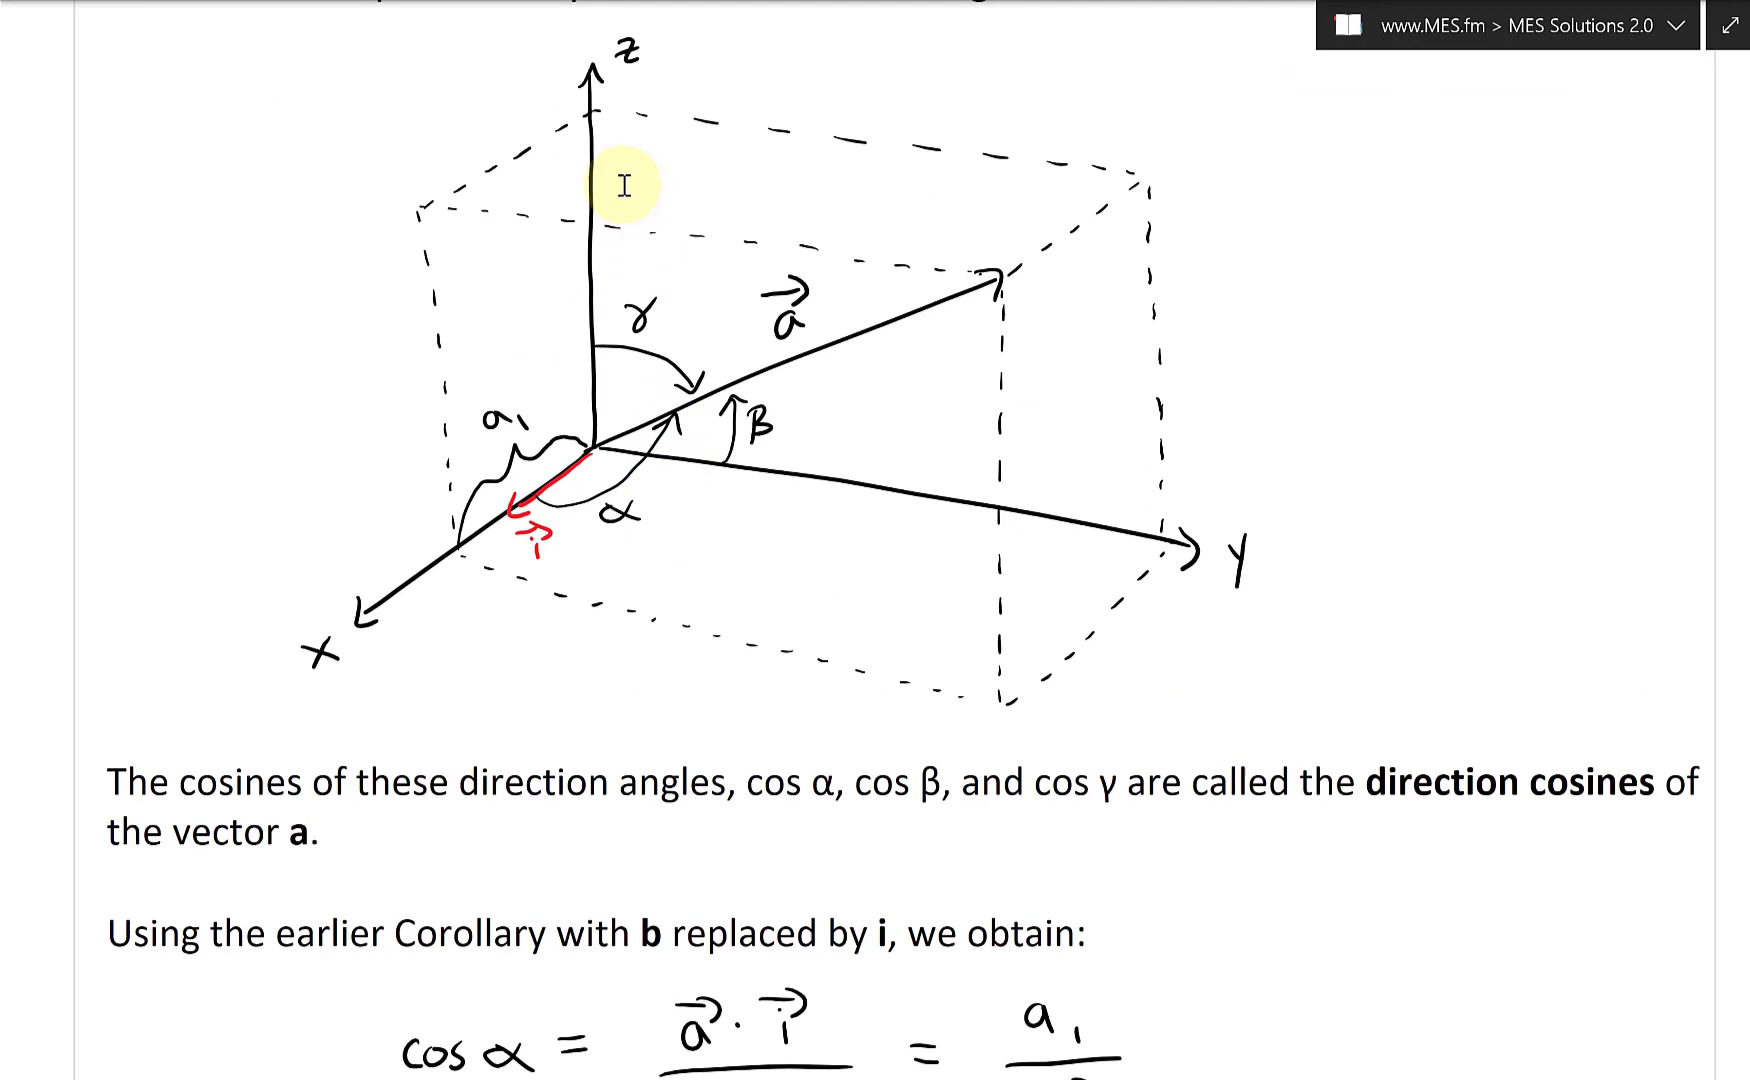 www.MES.fm > MES Solutions 2.0
z
γ
a
a₁
β
α
i
y
x
The cosines of these direction angles, cos α, cos β, and cos γ are called the direction cosines of
the vector a.
Using the earlier Corollary with b replaced by i, we obtain:
cos α = a⃗ · i⃗ = a₁